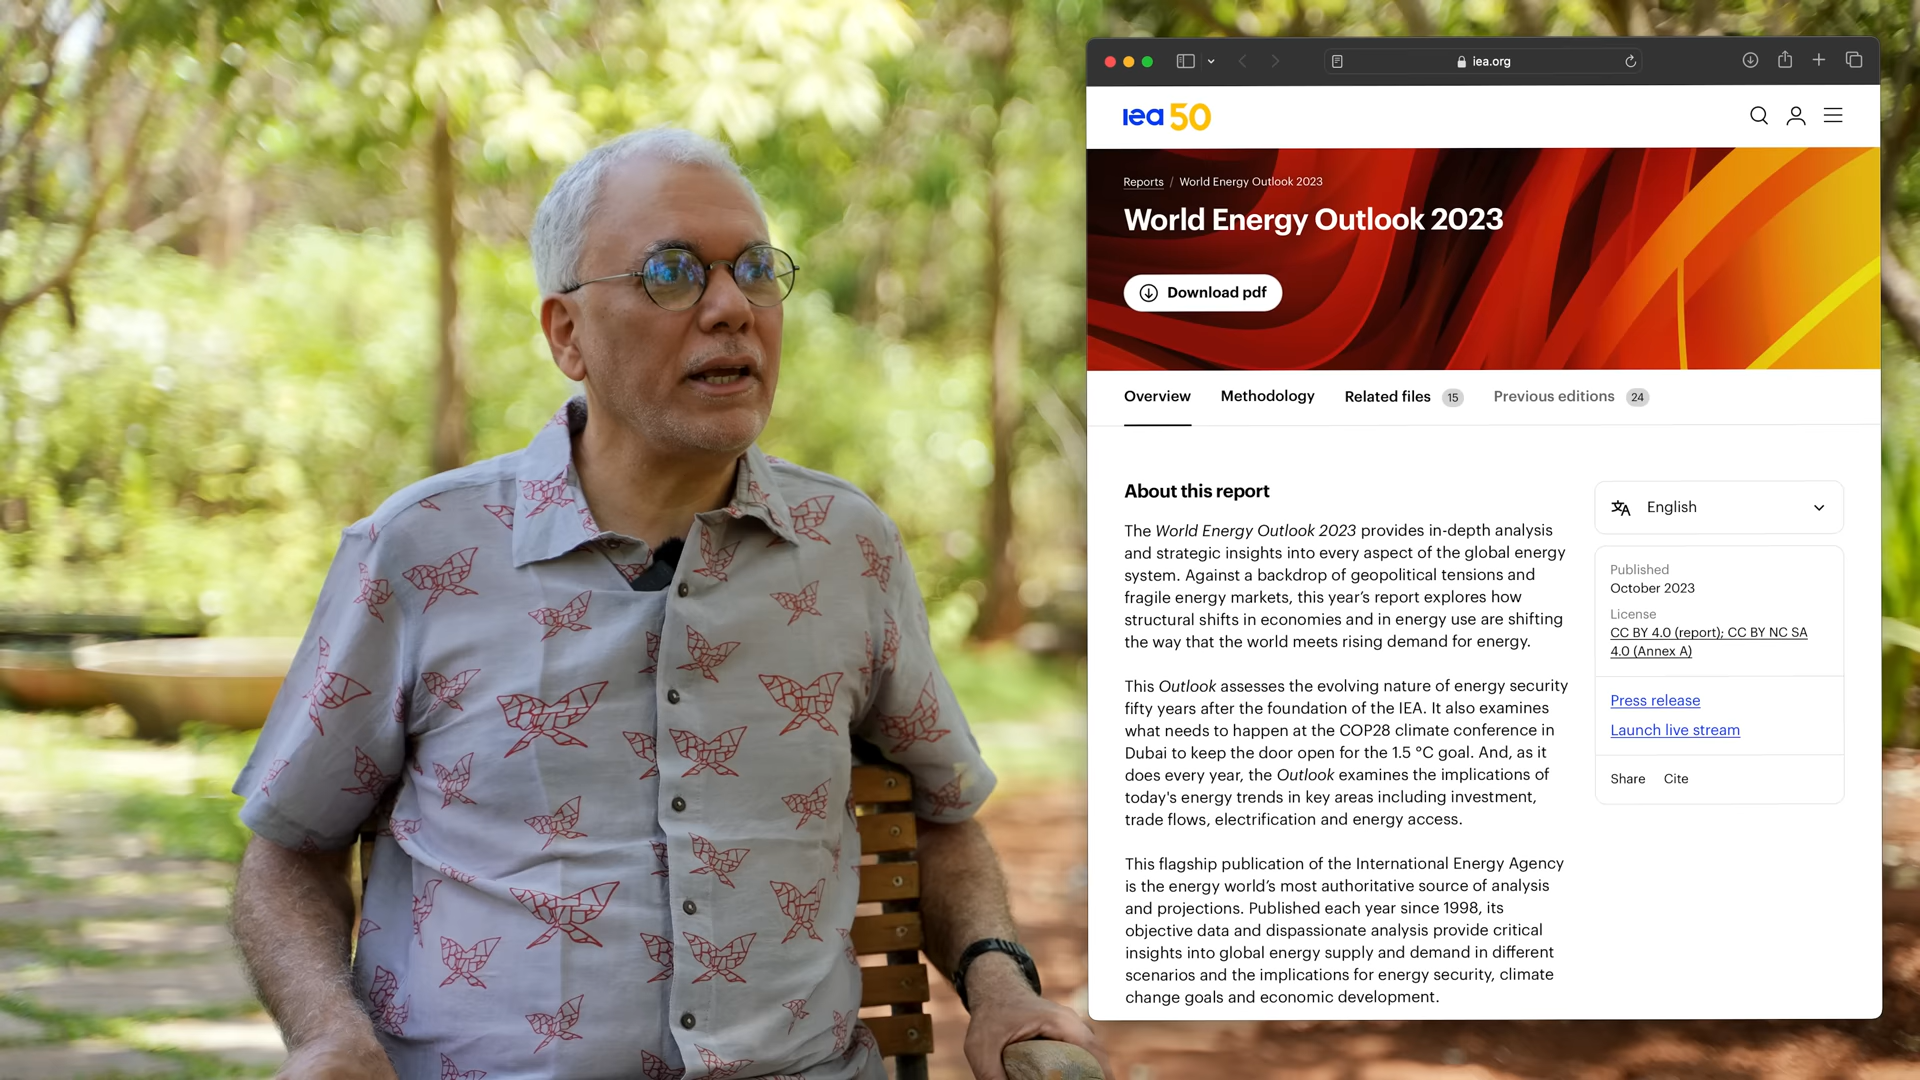 iea.org
iea 50
Reports / World Energy Outlook 2023
World Energy Outlook 2023
Download pdf
Overview Methodology Related files 15 Previous editions 24
About this report
The World Energy Outlook 2023 provides in-depth analysis
and strategic insights into every aspect of the global energy
system. Against a backdrop of geopolitical tensions and
fragile energy markets, this year’s report explores how
structural shifts in economies and in energy use are shifting
the way that the world meets rising demand for energy.
This Outlook assesses the evolving nature of energy security
fifty years after the foundation of the IEA. It also examines
what needs to happen at the COP28 climate conference in
Dubai to keep the door open for the 1.5 °C goal. And, as it
does every year, the Outlook examines the implications of
today's energy trends in key areas including investment,
trade flows, electrification and energy access.
This flagship publication of the International Energy Agency
is the energy world’s most authoritative source of analysis
and projections. Published each year since 1998, its
objective data and dispassionate analysis provide critical
insights into global energy supply and demand in different
scenarios and the implications for energy security, climate
change goals and economic development.
文A English
Published
October 2023
License
CC BY 4.0 (report); CC BY NC SA
4.0 (Annex A)
Press release
Launch live stream
Share Cite